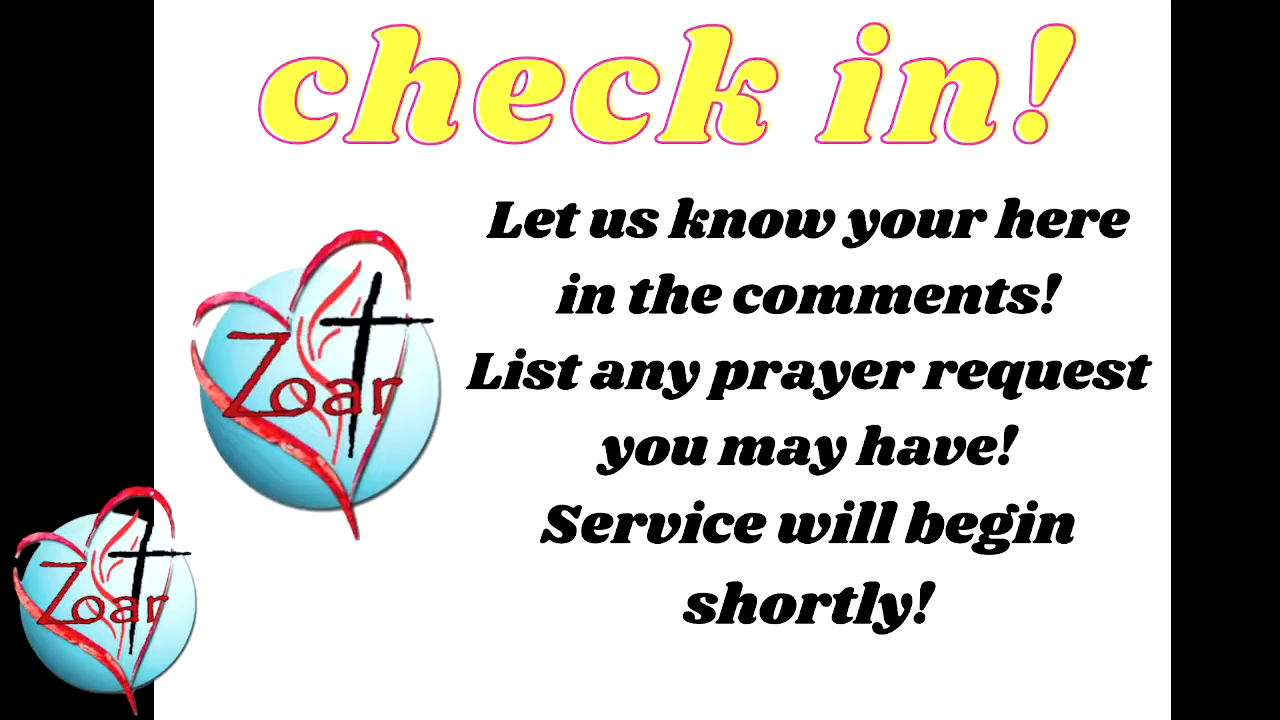 check in!
Let us know your here
in the comments!
List any prayer request
you may have!
Service will begin
shortly!
Zoar
Zoar